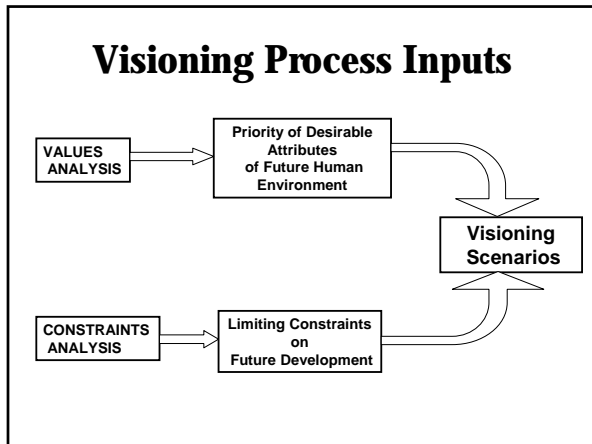 Visioning Process Inputs
VALUES
ANALYSIS
Priority of Desirable
Attributes
of Future Human
Environment
Visioning
Scenarios
CONSTRAINTS
ANALYSIS
Limiting Constraints
on
Future Development